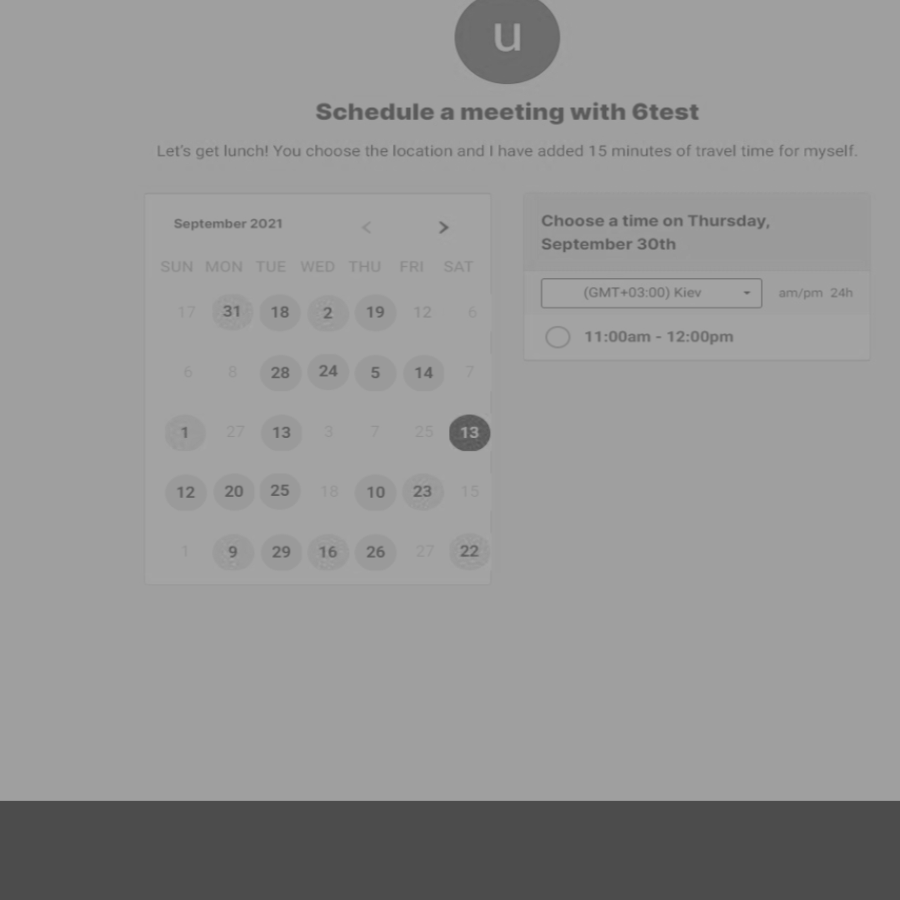 u
Schedule a meeting with 6test
Let's get lunch! You choose the location and I have added 15 minutes of travel time for myself.
September 2021 < >
SUN MON TUE WED THU FRI SAT
17 31 18 2 19 12 6
6 8 28 24 5 14 7
1 27 13 3 7 25 13
12 20 25 18 10 23 15
1 9 29 16 26 27 22
Choose a time on Thursday,
September 30th
(GMT+03:00) Kiev am/pm 24h
11:00am - 12:00pm